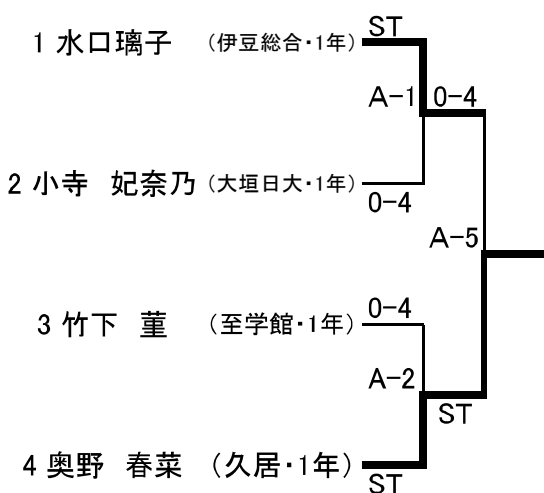 ST
1 水口璃子 （伊豆総合・1年）
A-1 0-4
2 小寺 妃奈乃 （大垣日大・1年）
0-4
A-5
0-4
3 竹下 菫 （至学館・1年）
A-2
ST
4 奥野 春菜 （久居・1年）
ST